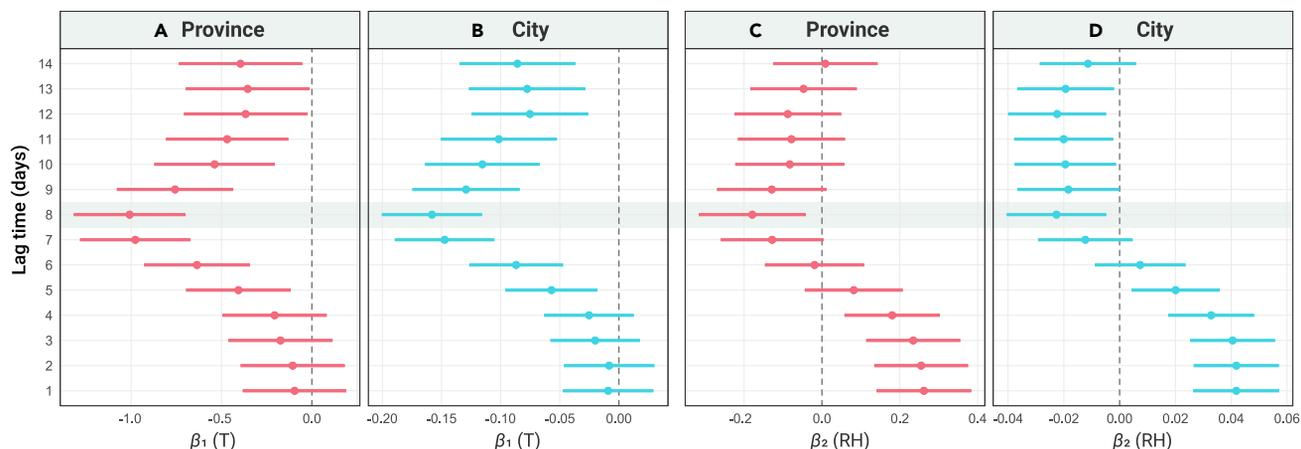 A Province
B City
C Province
D City
Lag time (days)
14
13
12
11
10
9
8
7
6
5
4
3
2
1
-1.0 -0.5 0.0
-0.20 -0.15 -0.10 -0.05 0.00
-0.2 0.0 0.2 0.4
-0.04 -0.02 0.00 0.02 0.04 0.06
β₁ (T)
β₁ (T)
β₂ (RH)
β₂ (RH)